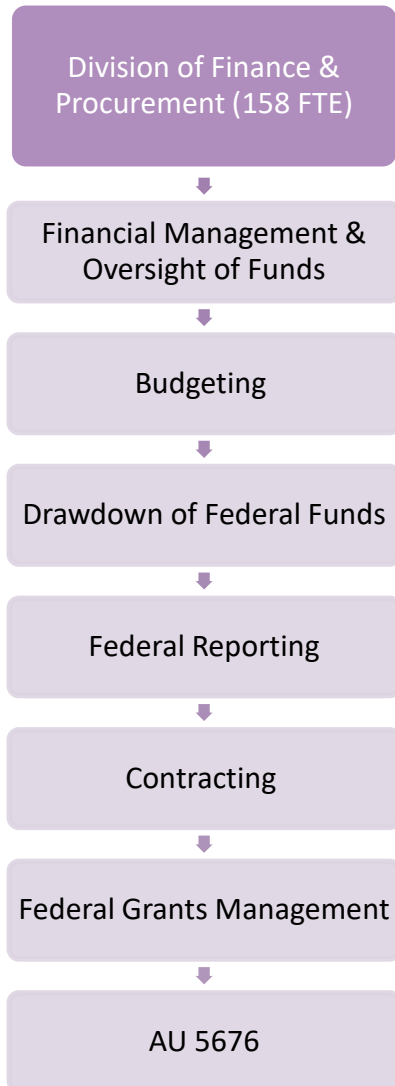 Division of Finance &
Procurement (158 FTE)
Financial Management &
Oversight of Funds
Budgeting
Drawdown of Federal Funds
Federal Reporting
Contracting
Federal Grants Management
AU 5676